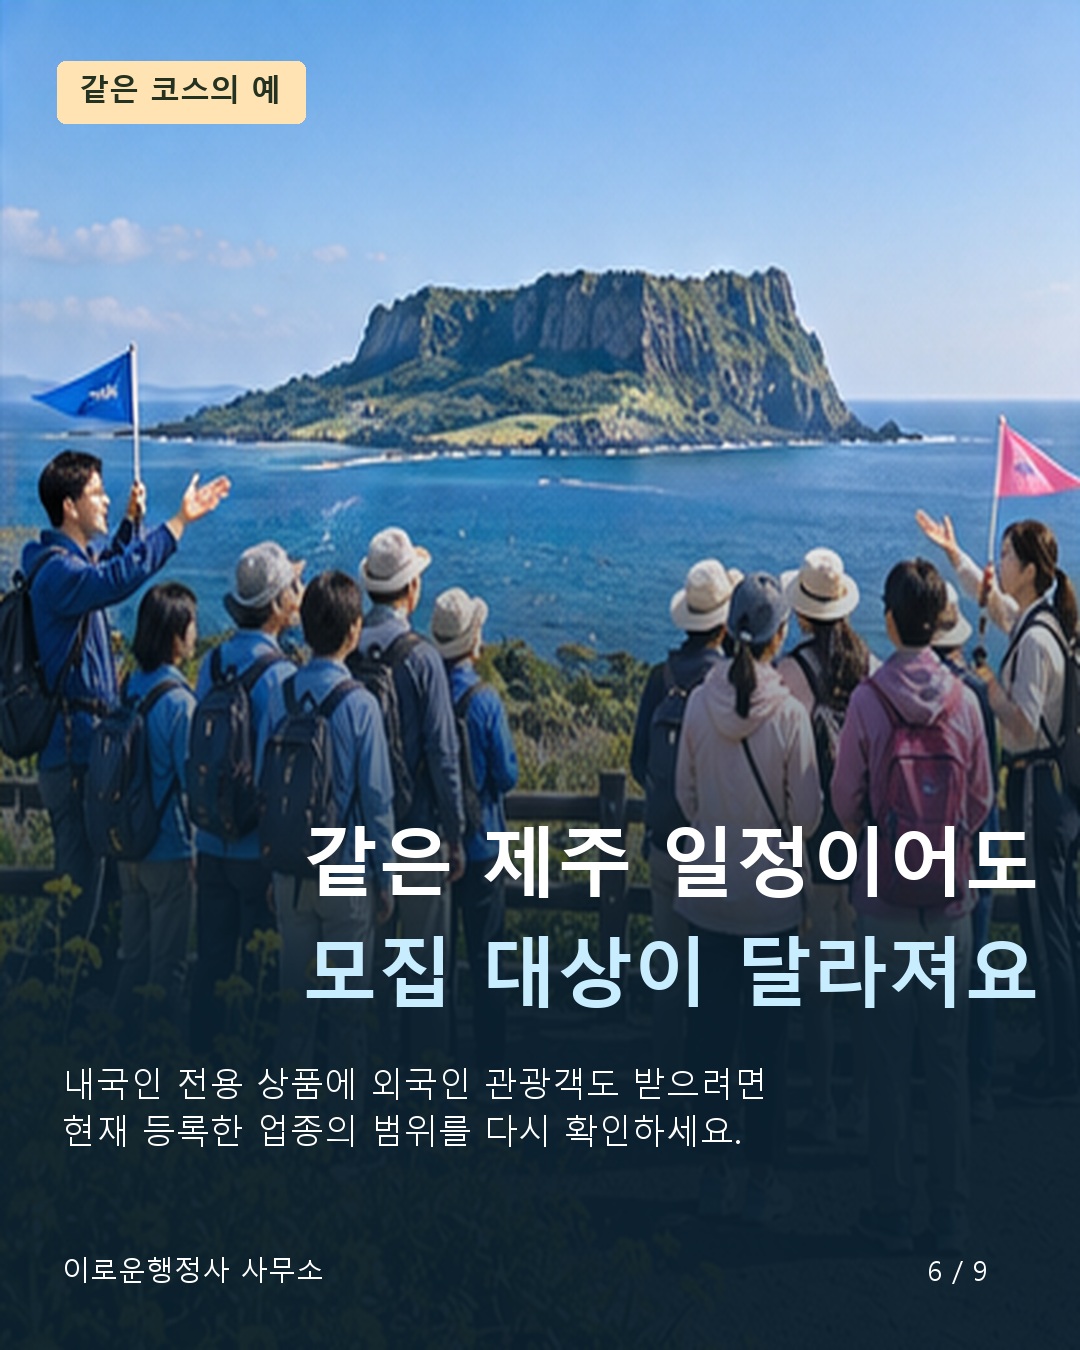 같은 코스의 예
같은 제주 일정이어도
모집 대상이 달라져요
내국인 전용 상품에 외국인 관광객도 받으려면
현재 등록한 업종의 범위를 다시 확인하세요.
이로운행정사 사무소
6 / 9